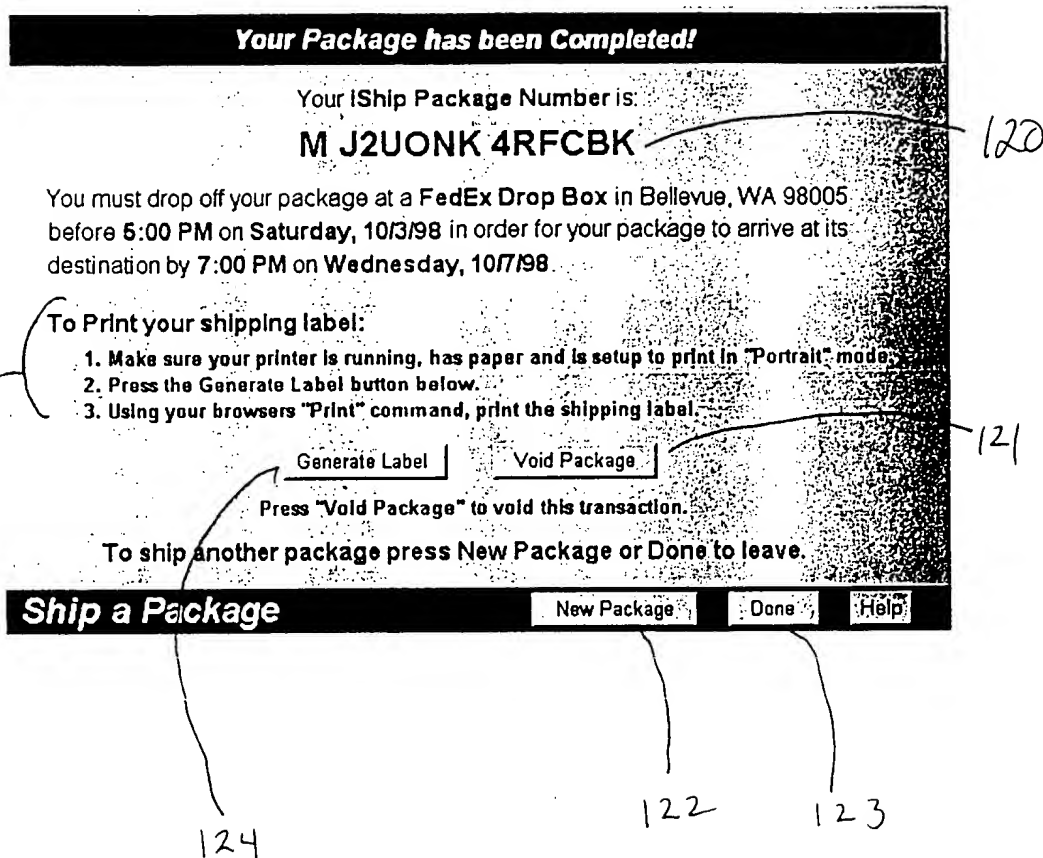 Your Package has been Completed!
Your IShip Package Number is:
M J2UONK 4RFCBK
120
You must drop off your package at a FedEx Drop Box in Bellevue, WA 98005
before 5:00 PM on Saturday, 10/3/98 in order for your package to arrive at its
destination by 7:00 PM on Wednesday, 10/7/98
To Print your shipping label:
1. Make sure your printer is running, has paper and is setup to print in "Portrait" mode.
2. Press the Generate Label button below.
3. Using your browsers "Print" command, print the shipping label.
Generate Label Void Package
121
Press "Void Package" to void this transaction.
To ship another package press New Package or Done to leave.
Ship a Package New Package Done Help
122 123
124